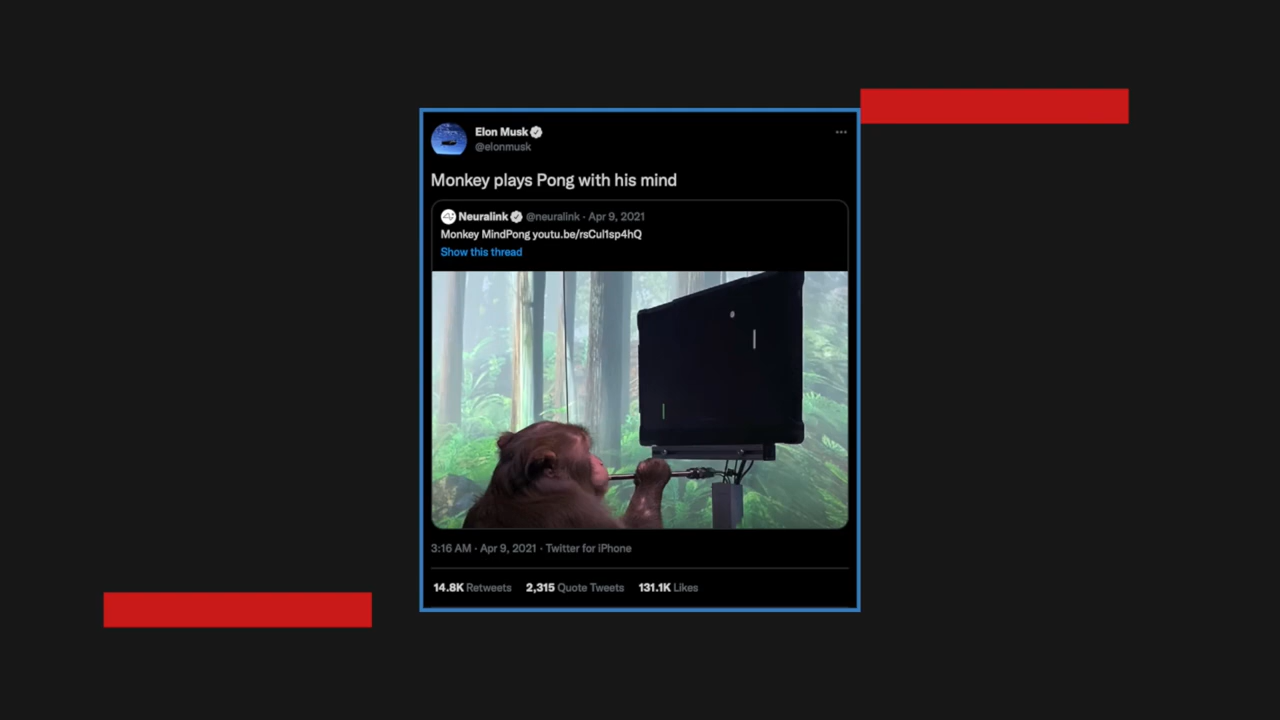 Elon Musk
@elonmusk
Monkey plays Pong with his mind
Neuralink @neuralink · Apr 9, 2021
Monkey MindPong youtu.be/rsCul1sp4hQ
Show this thread
3:16 AM · Apr 9, 2021 · Twitter for iPhone
14.8K Retweets 2,315 Quote Tweets 131.1K Likes